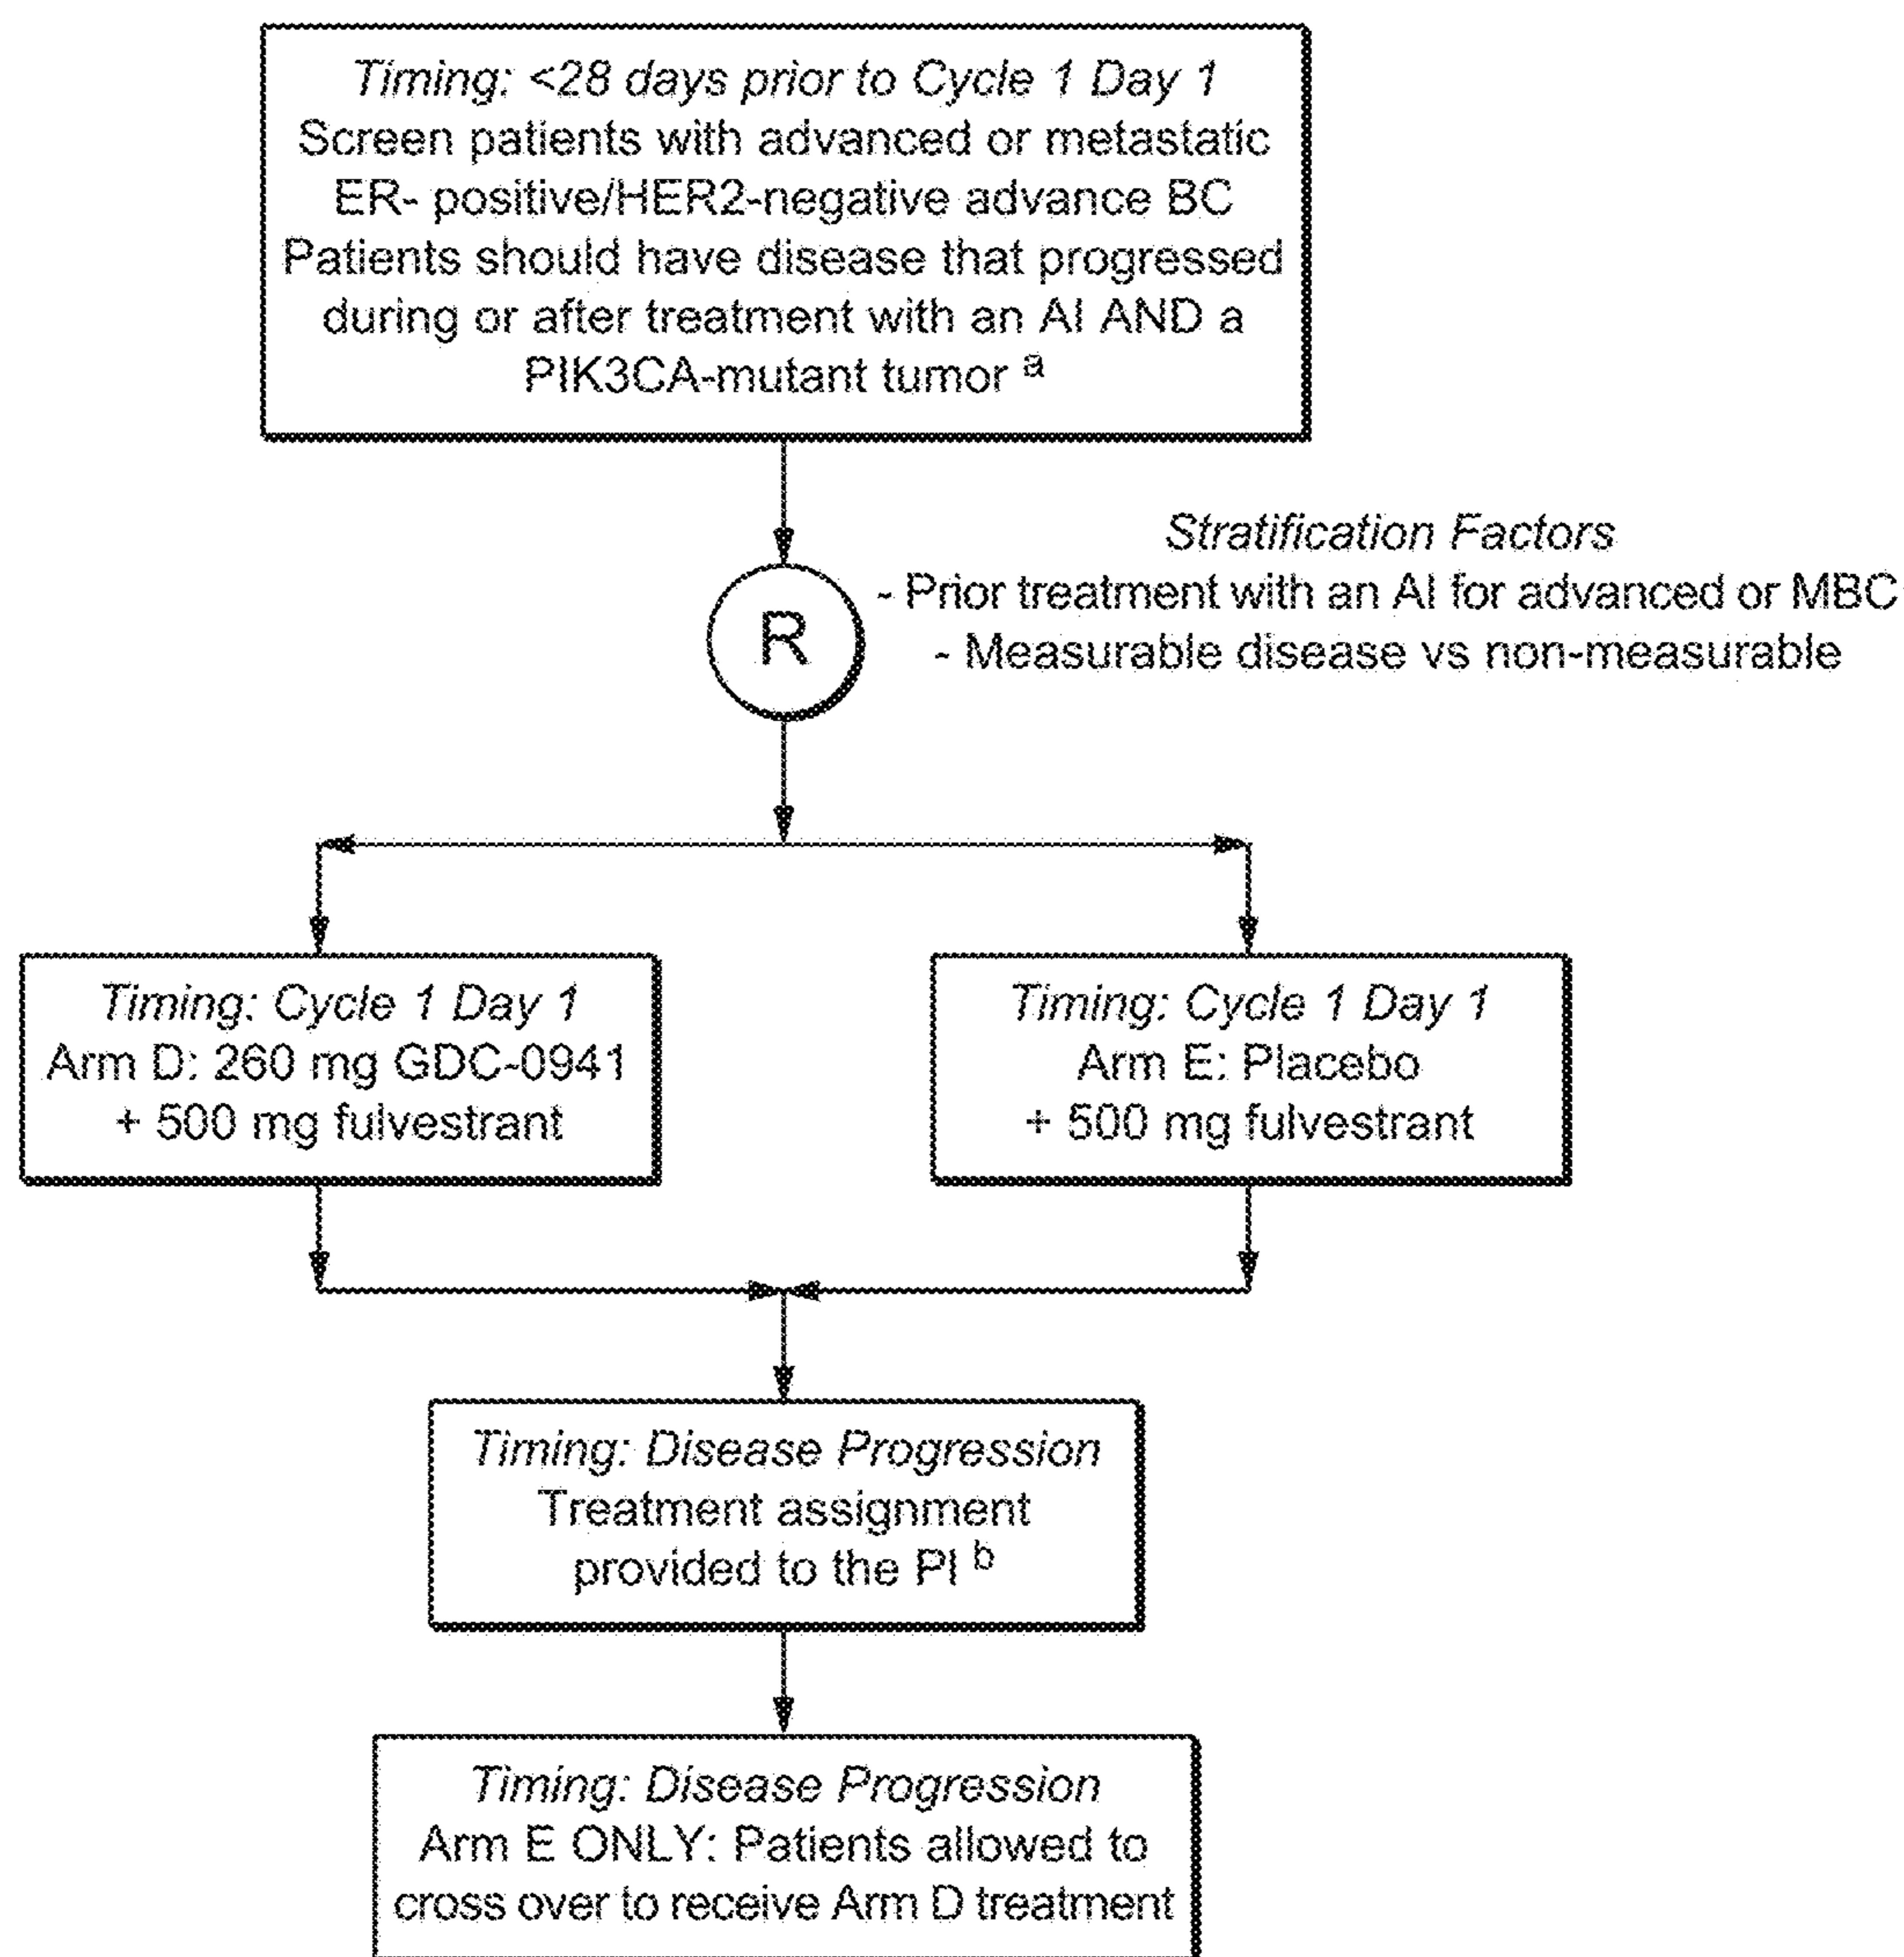 Timing: <28 days prior to Cycle 1 Day 1
Screen patients with advanced or metastatic
ER- positive/HER2-negative advance BC
Patients should have disease that progressed
during or after treatment with an AI AND a
PIK3CA-mutant tumor a
R
Stratification Factors
- Prior treatment with an AI for advanced or MBC
- Measurable disease vs non-measurable
Timing: Cycle 1 Day 1
Arm D: 260 mg GDC-0941
+ 500 mg fulvestrant
Timing: Cycle 1 Day 1
Arm E: Placebo
+ 500 mg fulvestrant
Timing: Disease Progression
Treatment assignment
provided to the PI b
Timing: Disease Progression
Arm E ONLY: Patients allowed to
cross over to receive Arm D treatment